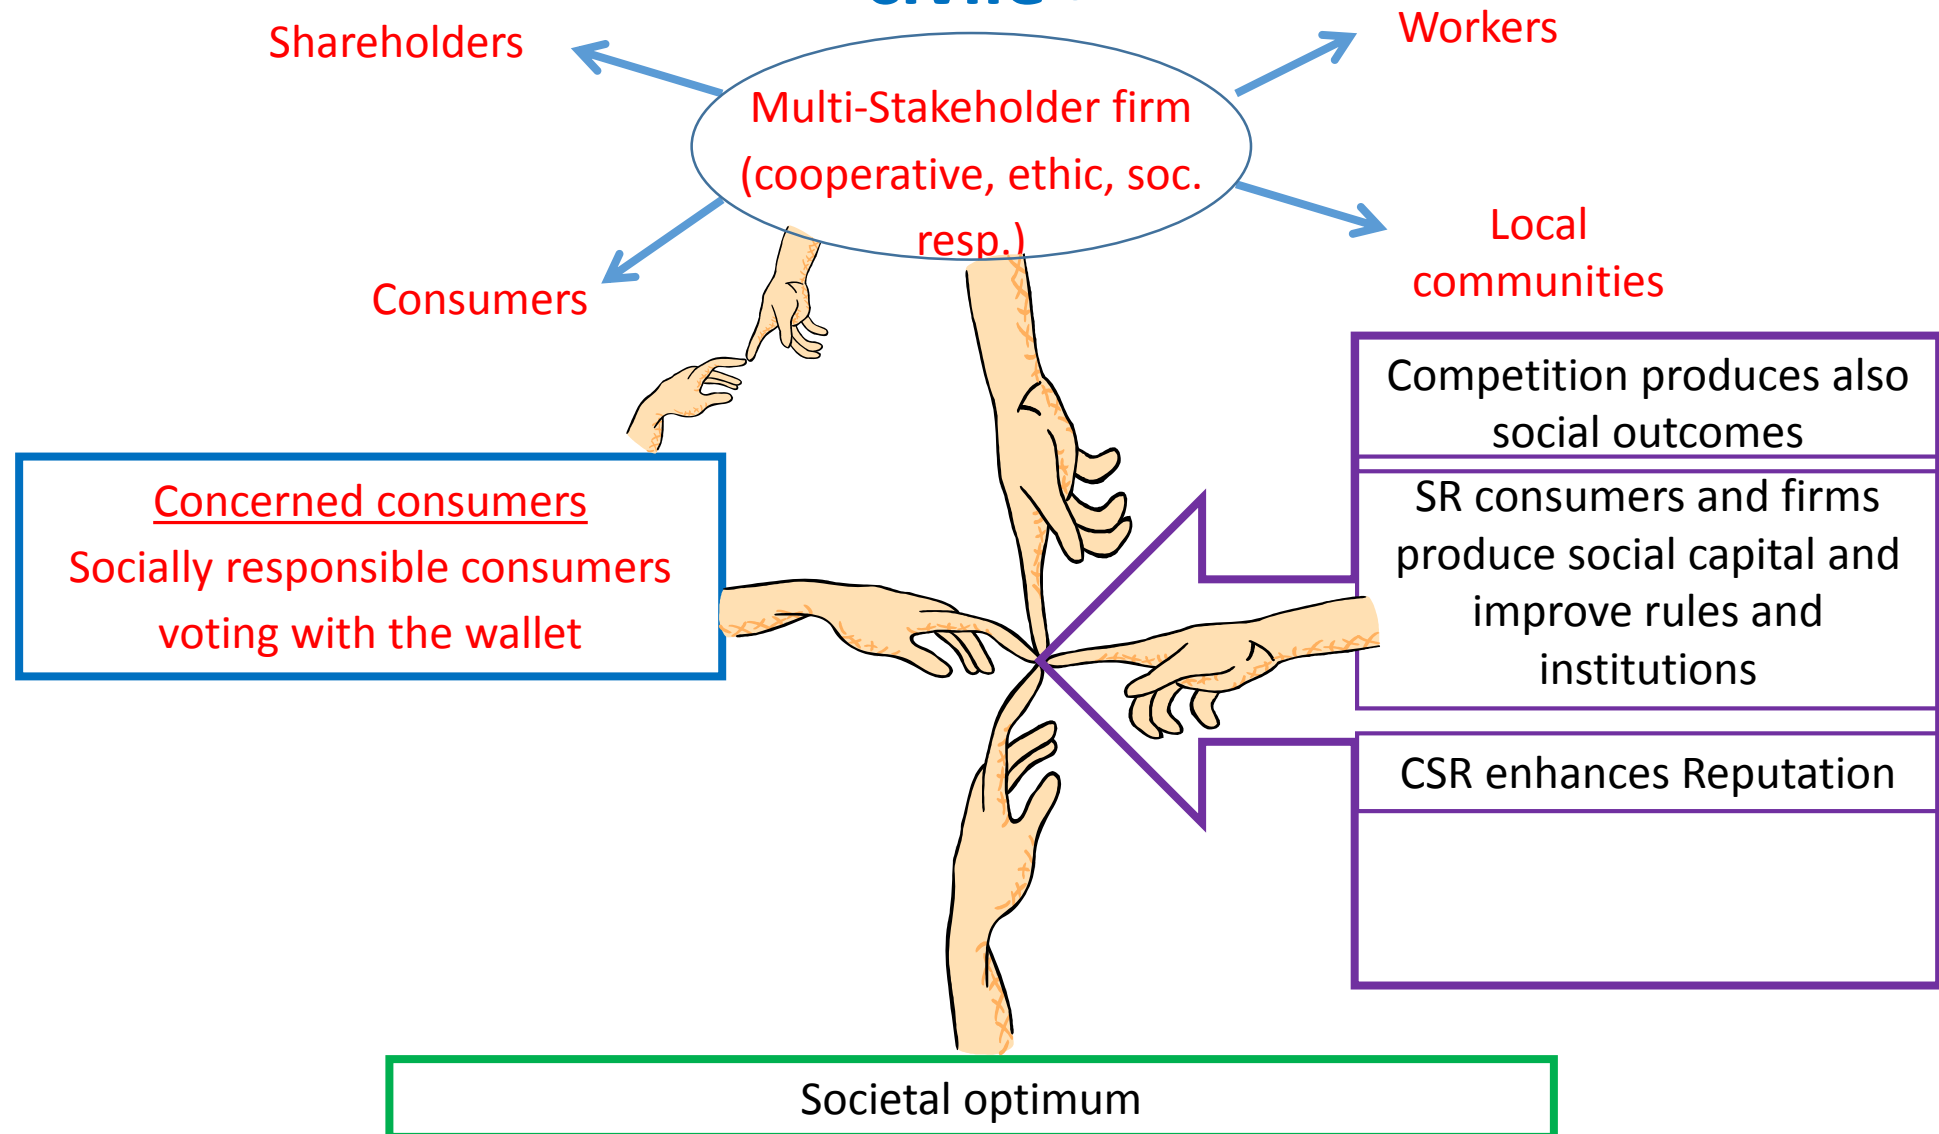 Shareholders
Workers
Multi-Stakeholder firm
(cooperative, ethic, soc.
resp.)
Local
communities
Consumers
Competition produces also
social outcomes
Concerned consumers
Socially responsible consumers
voting with the wallet
SR consumers and firms
produce social capital and
improve rules and
institutions
CSR enhances Reputation
Societal optimum